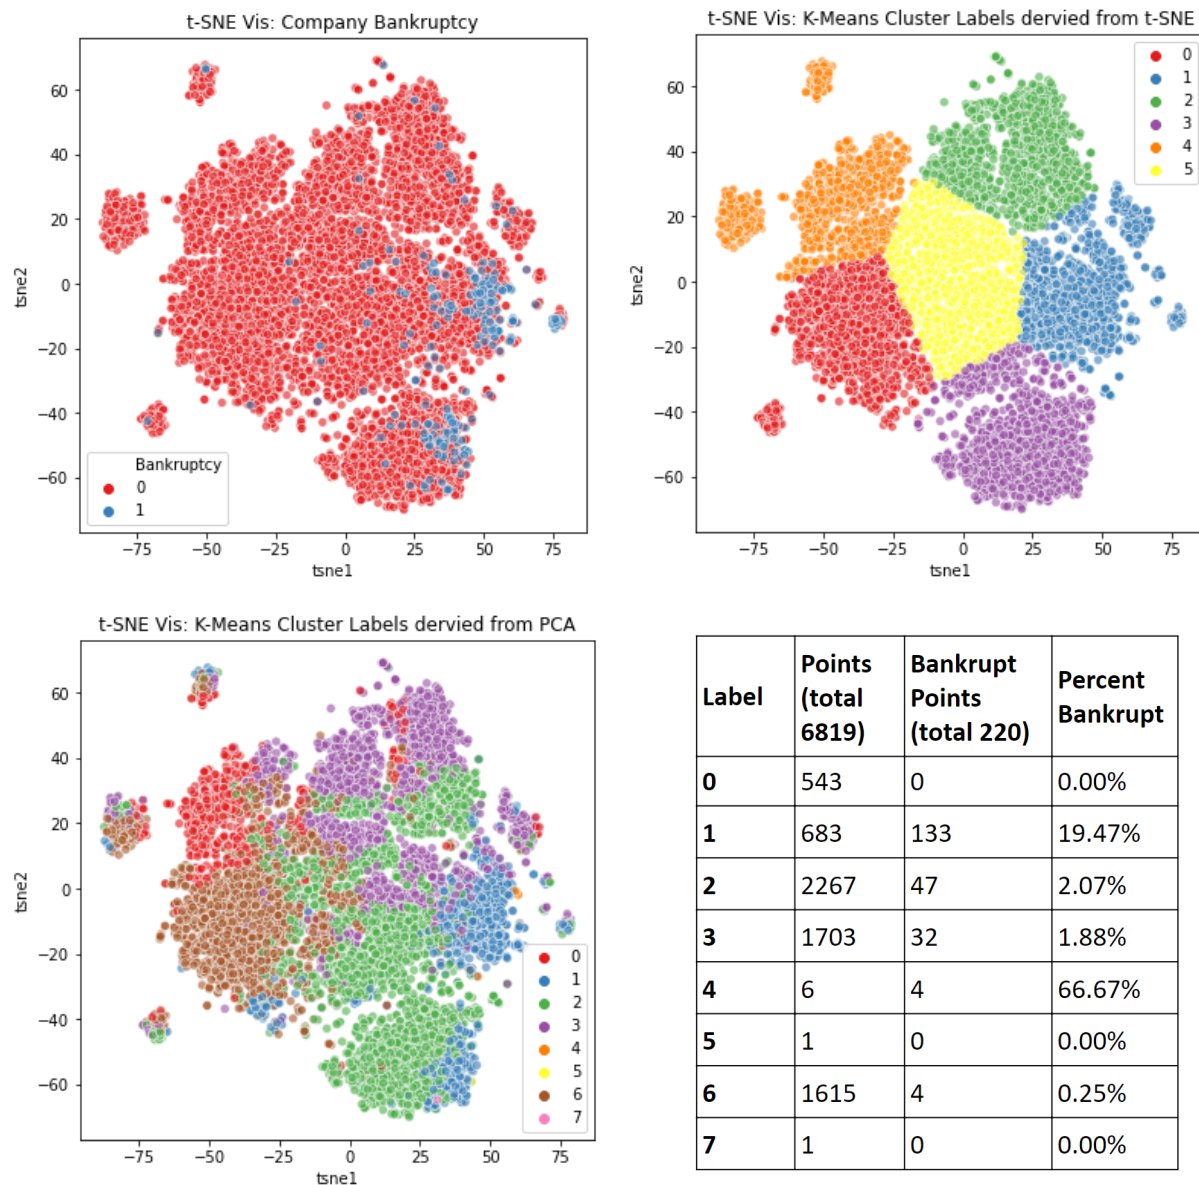 t-SNE Vis: Company Bankruptcy
60
40
20
0
−20
−40
−60
tsne2
Bankruptcy
0
1
−75 −50 −25 0 25 50 75
tsne1
t-SNE Vis: K-Means Cluster Labels dervied from t-SNE
60
40
20
0
−20
−40
−60
tsne2
0
1
2
3
4
5
−75 −50 −25 0 25 50 75
tsne1
t-SNE Vis: K-Means Cluster Labels dervied from PCA
60
40
20
0
−20
−40
−60
tsne2
0
1
2
3
4
5
6
7
−75 −50 −25 0 25 50 75
tsne1
Label Points (total 6819) Bankrupt Points (total 220) Percent Bankrupt
0 543 0 0.00%
1 683 133 19.47%
2 2267 47 2.07%
3 1703 32 1.88%
4 6 4 66.67%
5 1 0 0.00%
6 1615 4 0.25%
7 1 0 0.00%